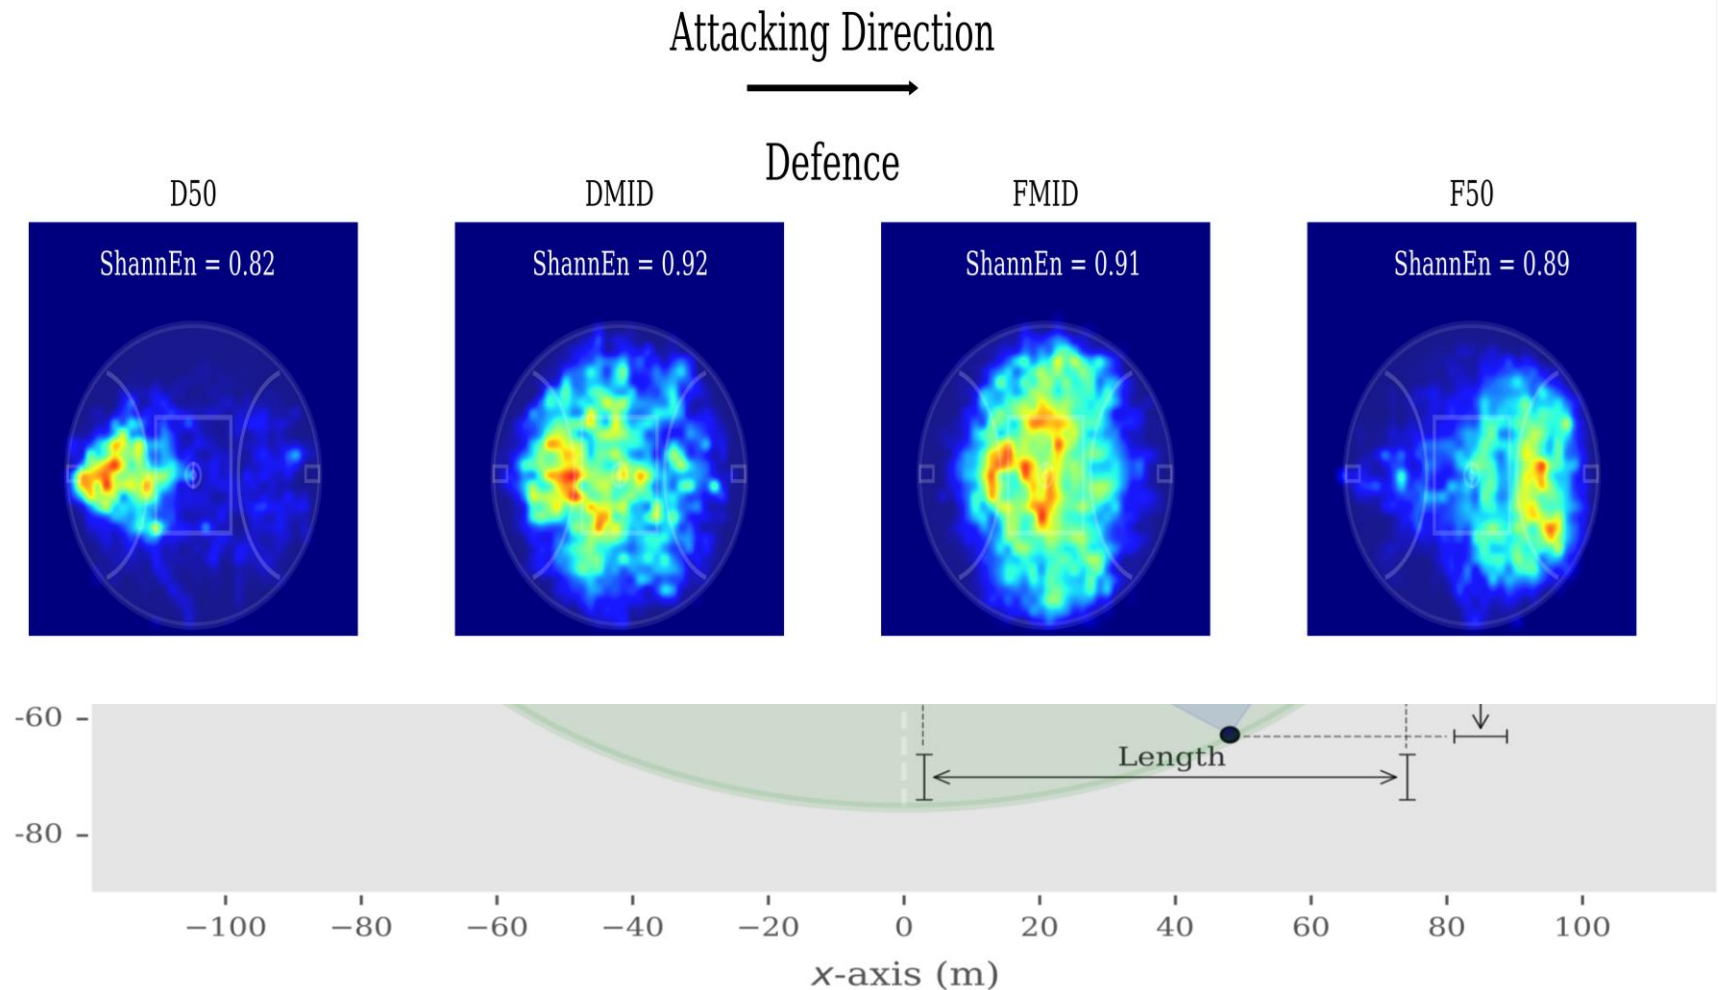 Attacking Direction
Defence
D50 DMID FMID F50
ShannEn = 0.82 ShannEn = 0.92 ShannEn = 0.91 ShannEn = 0.89
-60
Length
-80
−100 −80 −60 −40 −20 0 20 40 60 80 100
x-axis (m)